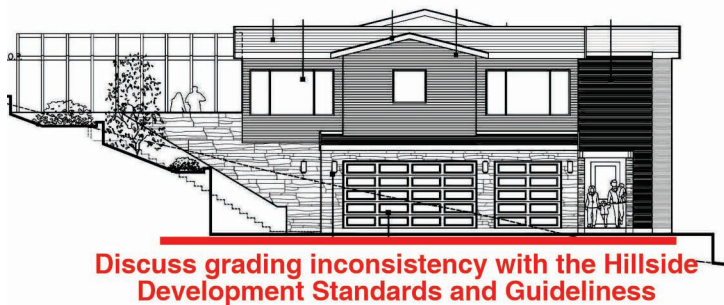 Discuss grading inconsistency with the Hillside
Development Standards and Guideliness